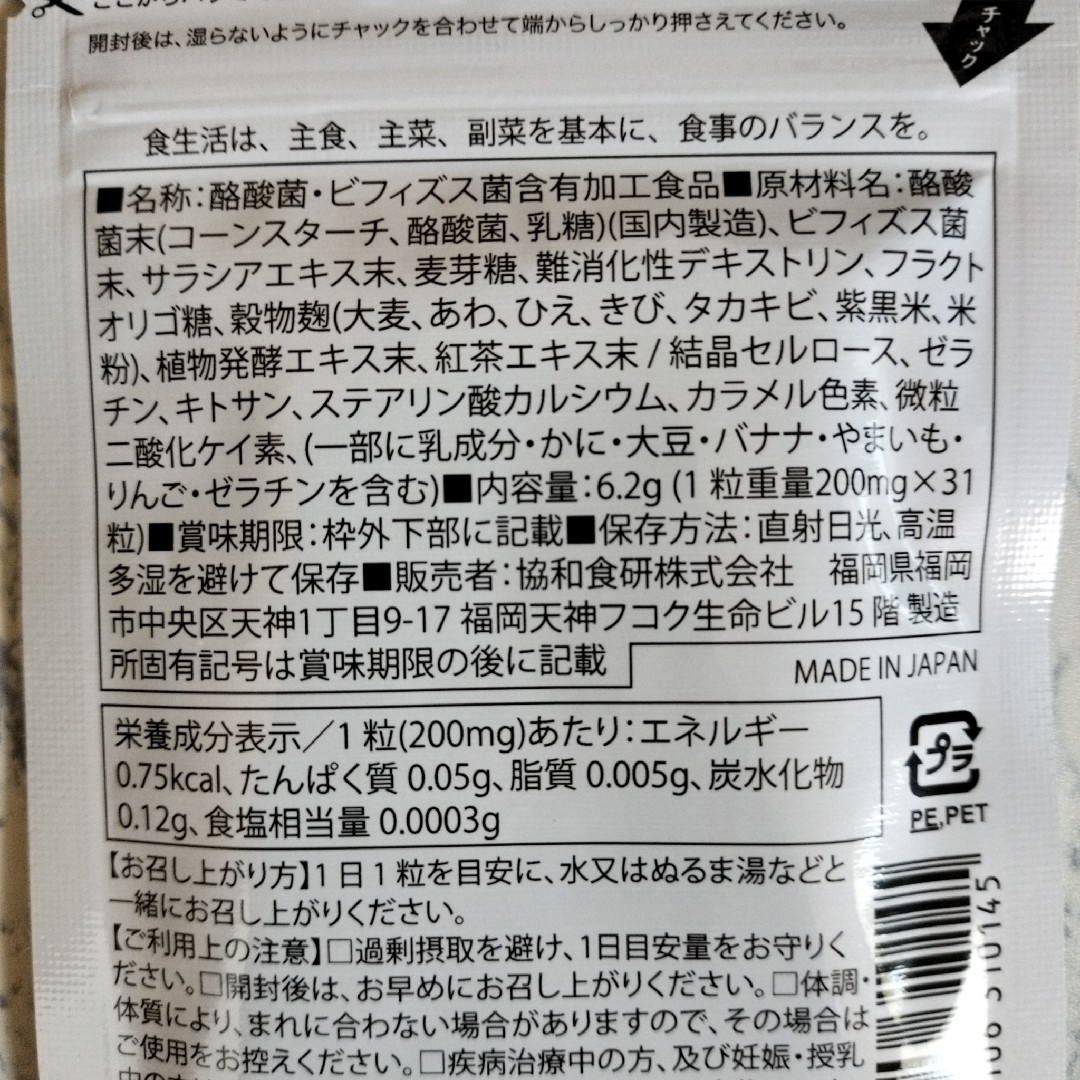 開封後は、湿らないようにチャックを合わせて端からしっかり押さえてください。
チャック
食生活は、主食、主菜、副菜を基本に、食事のバランスを。
■名称：酪酸菌・ビフィズス菌含有加工食品■原材料名：酪酸
菌末(コーンスターチ、酪酸菌、乳糖)(国内製造)、ビフィズス菌
末、サラシアエキス末、麦芽糖、難消化性デキストリン、フラクト
オリゴ糖、穀物麹(大麦、あわ、ひえ、きび、タカキビ、紫黒米、米
粉)、植物発酵エキス末、紅茶エキス末 / 結晶セルロース、ゼラ
チン、キトサン、ステアリン酸カルシウム、カラメル色素、微粒
二酸化ケイ素、(一部に乳成分・かに・大豆・バナナ・やまいも・
りんご・ゼラチンを含む)■内容量：6.2g (1 粒重量200mg×31
粒)■賞味期限：枠外下部に記載■保存方法：直射日光、高温
多湿を避けて保存■販売者：協和食研株式会社　福岡県福岡
市中央区天神1丁目9-17 福岡天神フコク生命ビル15 階 製造
所固有記号は賞味期限の後に記載
MADE IN JAPAN
栄養成分表示／1 粒(200mg)あたり：エネルギー
0.75kcal、たんぱく質 0.05g、脂質 0.005g、炭水化物
0.12g、食塩相当量 0.0003g
プラ
PE,PET
【お召し上がり方】1 日 1 粒を目安に、水又はぬるま湯などと
一緒にお召し上がりください。
【ご利用上の注意】□過剰摂取を避け、1日目安量をお守りく
ださい。□開封後は、お早めにお召し上がりください。□体調・
体質により、まれに合わない場合がありますので、その場合は
ご使用をお控えください。□疾病治療中の方、及び妊娠・授乳
510145